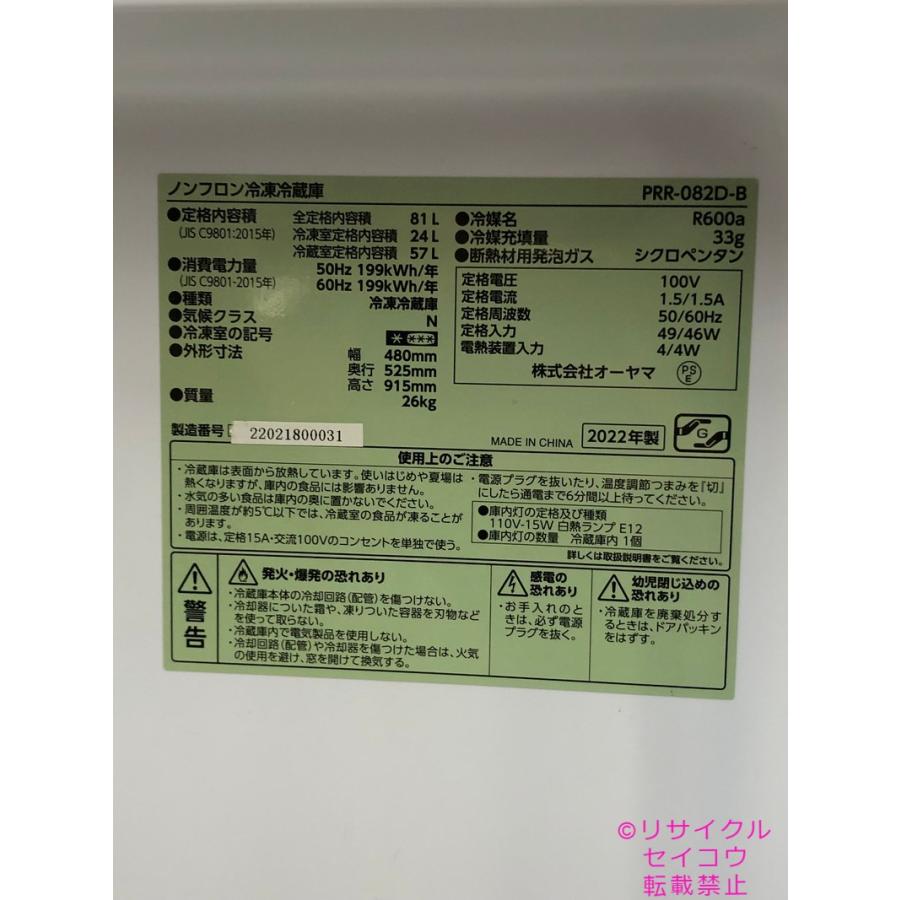 ノンフロン冷凍冷蔵庫 PRR-082D-B
●定格内容積 全定格内容積 81 L
(JIS C9801:2015年) 冷凍室定格内容積 24 L
冷蔵室定格内容積 57 L
●消費電力量 50Hz 199kWh/年
(JIS C9801-2015年) 60Hz 199kWh/年
●種類 冷凍冷蔵庫
●気候クラス N
●冷凍室の記号
●外形寸法 幅 480mm
奥行 525mm
高さ 915mm
●質量 26kg
●冷媒名 R600a
●冷媒充填量 33g
●断熱材用発泡ガス シクロペンタン
定格電圧 100V
定格電流 1.5/1.5A
定格周波数 50/60Hz
定格入力 49/46W
電熱装置入力 4/4W
株式会社オーヤマ PSE
製造番号 22021800031
MADE IN CHINA 2022年製 G
使用上のご注意
・冷蔵庫は表面から放熱しています。使いはじめや夏場は
熱くなりますが、庫内の食品には影響ありません。
・水気の多い食品は庫内の奥に置かないでください。
・周囲温度が約5℃以下では、冷蔵室の食品が凍ることが
あります。
・電源は、定格15A・交流100Vのコンセントを単独で使う。
・電源プラグを抜いたり、温度調節つまみを「切」
にしたら通電まで6分間以上待ってください。
●庫内灯の定格及び種類
110V-15W 白熱ランプ E12
●庫内灯の数量 冷蔵庫内 1個
詳しくは取扱説明書をご覧ください。
警告
発火・爆発の恐れあり
・冷蔵庫本体の冷却回路(配管)を傷つけない。
・冷却器についた霜や、凍りついた容器を刃物など
を使って取らない。
・冷蔵庫内で電気製品を使用しない。
・冷却回路(配管)や冷却器を傷つけた場合は、火気
の使用を避け、窓を開けて換気する。
感電の
恐れあり
・お手入れのと
きは、必ず電源
プラグを抜く。
幼児閉じ込めの
恐れあり
・冷蔵庫を廃棄処分す
るときは、ドアパッキン
をはずす。
©リサイクル
セイコウ
転載禁止